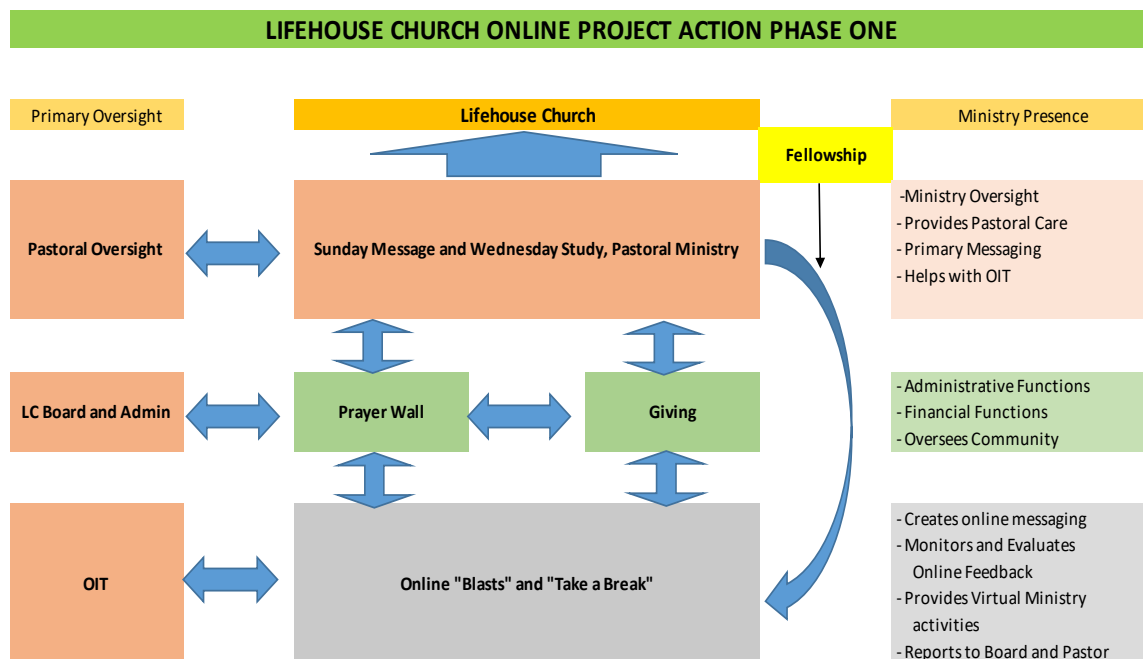 LIFEHOUSE CHURCH ONLINE PROJECT ACTION PHASE ONE
Primary Oversight
Lifehouse Church
Ministry Presence
Fellowship
Pastoral Oversight
Sunday Message and Wednesday Study, Pastoral Ministry
-Ministry Oversight
- Provides Pastoral Care
- Primary Messaging
- Helps with OIT
LC Board and Admin
Prayer Wall
Giving
- Administrative Functions
- Financial Functions
- Oversees Community
OIT
Online "Blasts" and "Take a Break"
- Creates online messaging
- Monitors and Evaluates
Online Feedback
- Provides Virtual Ministry
activities
- Reports to Board and Pastor